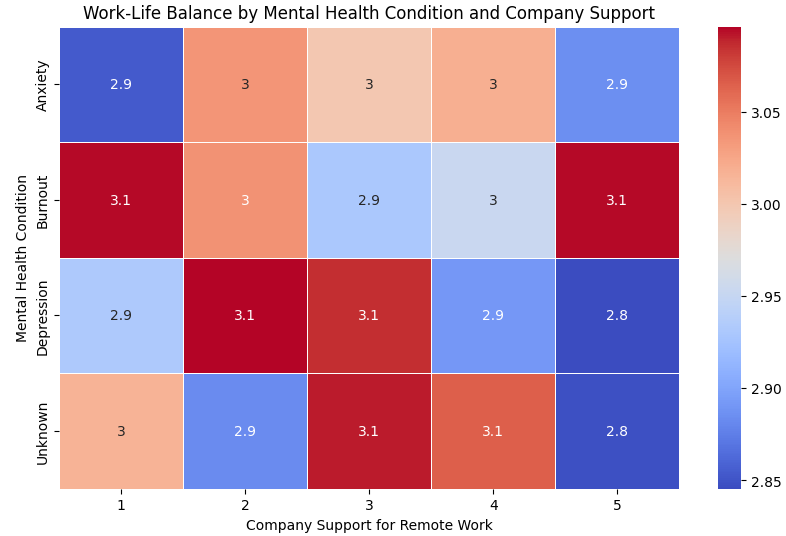 Work-Life Balance by Mental Health Condition and Company Support
Mental Health Condition
Anxiety
2.9 3 3 3 2.9
Burnout
3.1 3 2.9 3 3.1
Depression
2.9 3.1 3.1 2.9 2.8
Unknown
3 2.9 3.1 3.1 2.8
1 2 3 4 5
Company Support for Remote Work
3.05
3.00
2.95
2.90
2.85